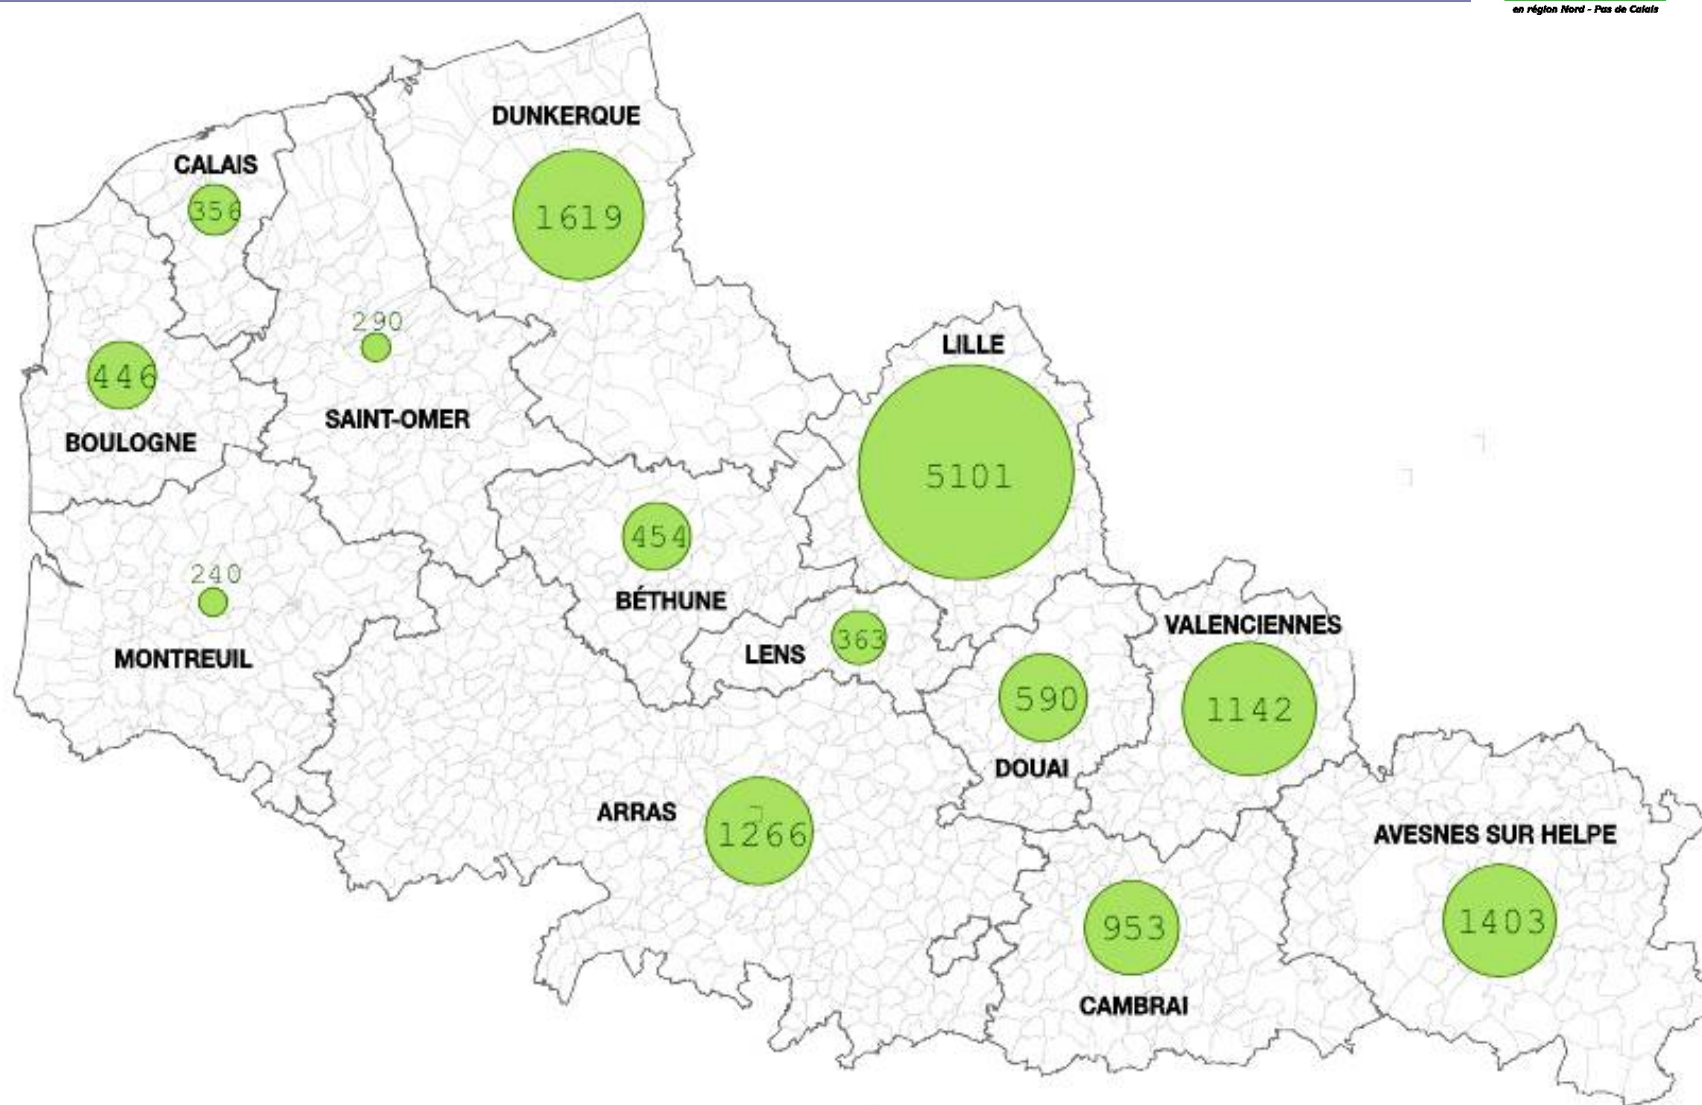 en région Nord - Pas de Calais
DUNKERQUE
1619
CALAIS
356
290
SAINT-OMER
446
BOULOGNE
LILLE
5101
454
BÉTHUNE
240
MONTREUIL
LENS
363
VALENCIENNES
1142
590
DOUAI
ARRAS
1266
AVESNES SUR HELPE
1403
953
CAMBRAI